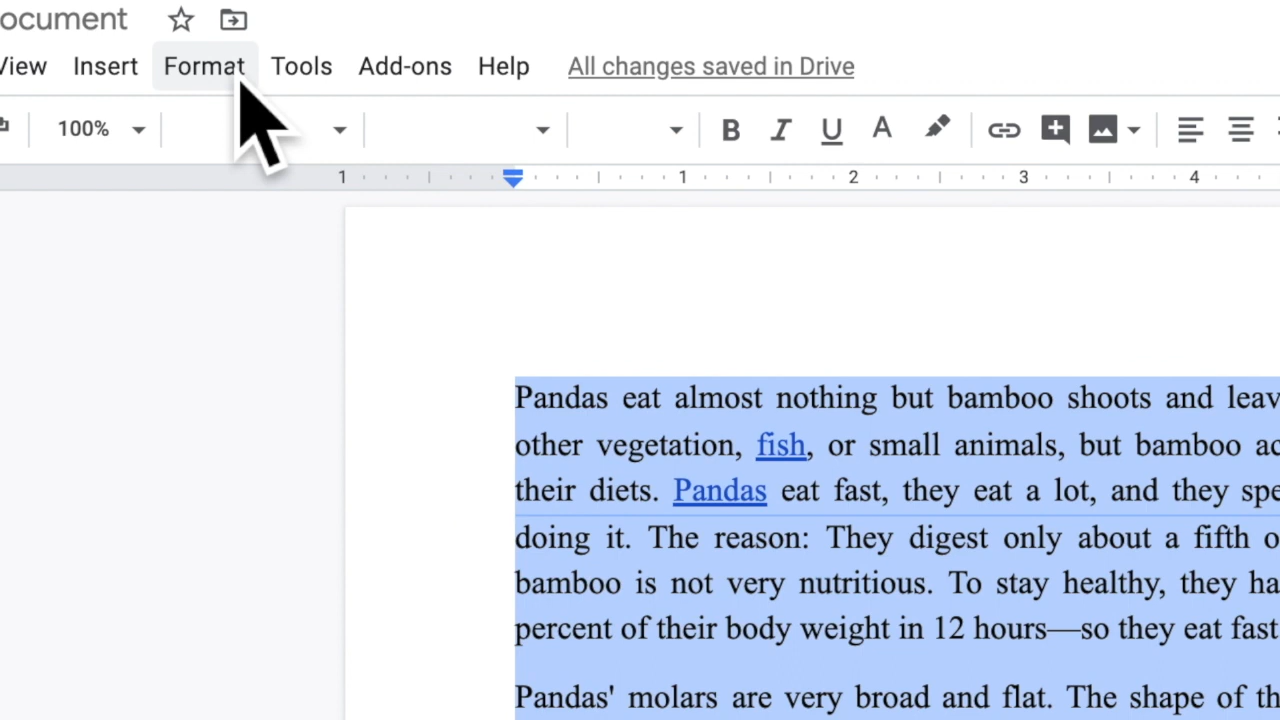 ocument
View Insert Format Tools Add-ons Help All changes saved in Drive
100% B I U A
1 1 2 3 4
Pandas eat almost nothing but bamboo shoots and leav
other vegetation, fish, or small animals, but bamboo ac
their diets. Pandas eat fast, they eat a lot, and they spe
doing it. The reason: They digest only about a fifth o
bamboo is not very nutritious. To stay healthy, they ha
percent of their body weight in 12 hours—so they eat fast
Pandas' molars are very broad and flat. The shape of th